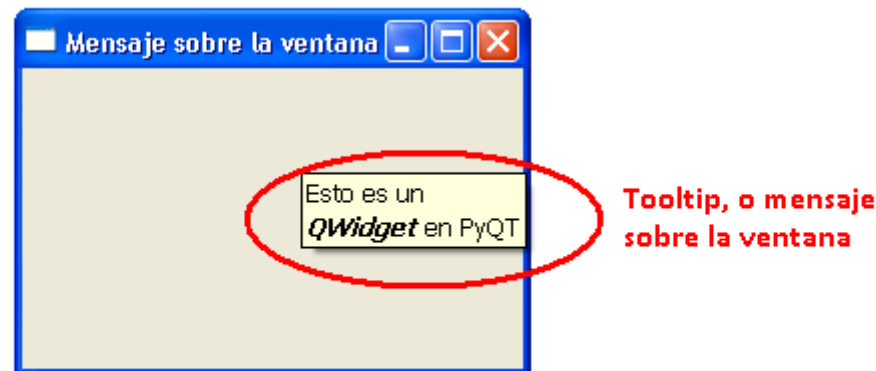 Mensaje sobre la ventana
Esto es un
QWidget en PyQT
Tooltip, o mensaje
sobre la ventana